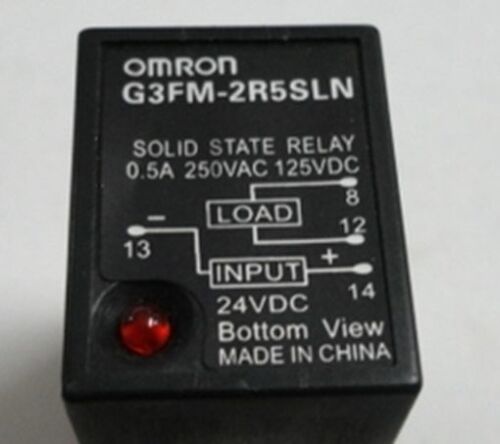 OMRON
G3FM-2R5SLN
SOLID STATE RELAY
0.5A 250VAC 125VDC
8
LOAD
12
−
13
+
INPUT
14
24VDC
Bottom View
MADE IN CHINA